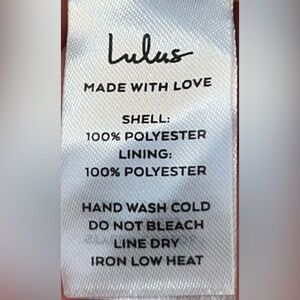 Lulus
MADE WITH LOVE
SHELL:
100% POLYESTER
LINING:
100% POLYESTER
HAND WASH COLD
DO NOT BLEACH
LINE DRY
IRON LOW HEAT